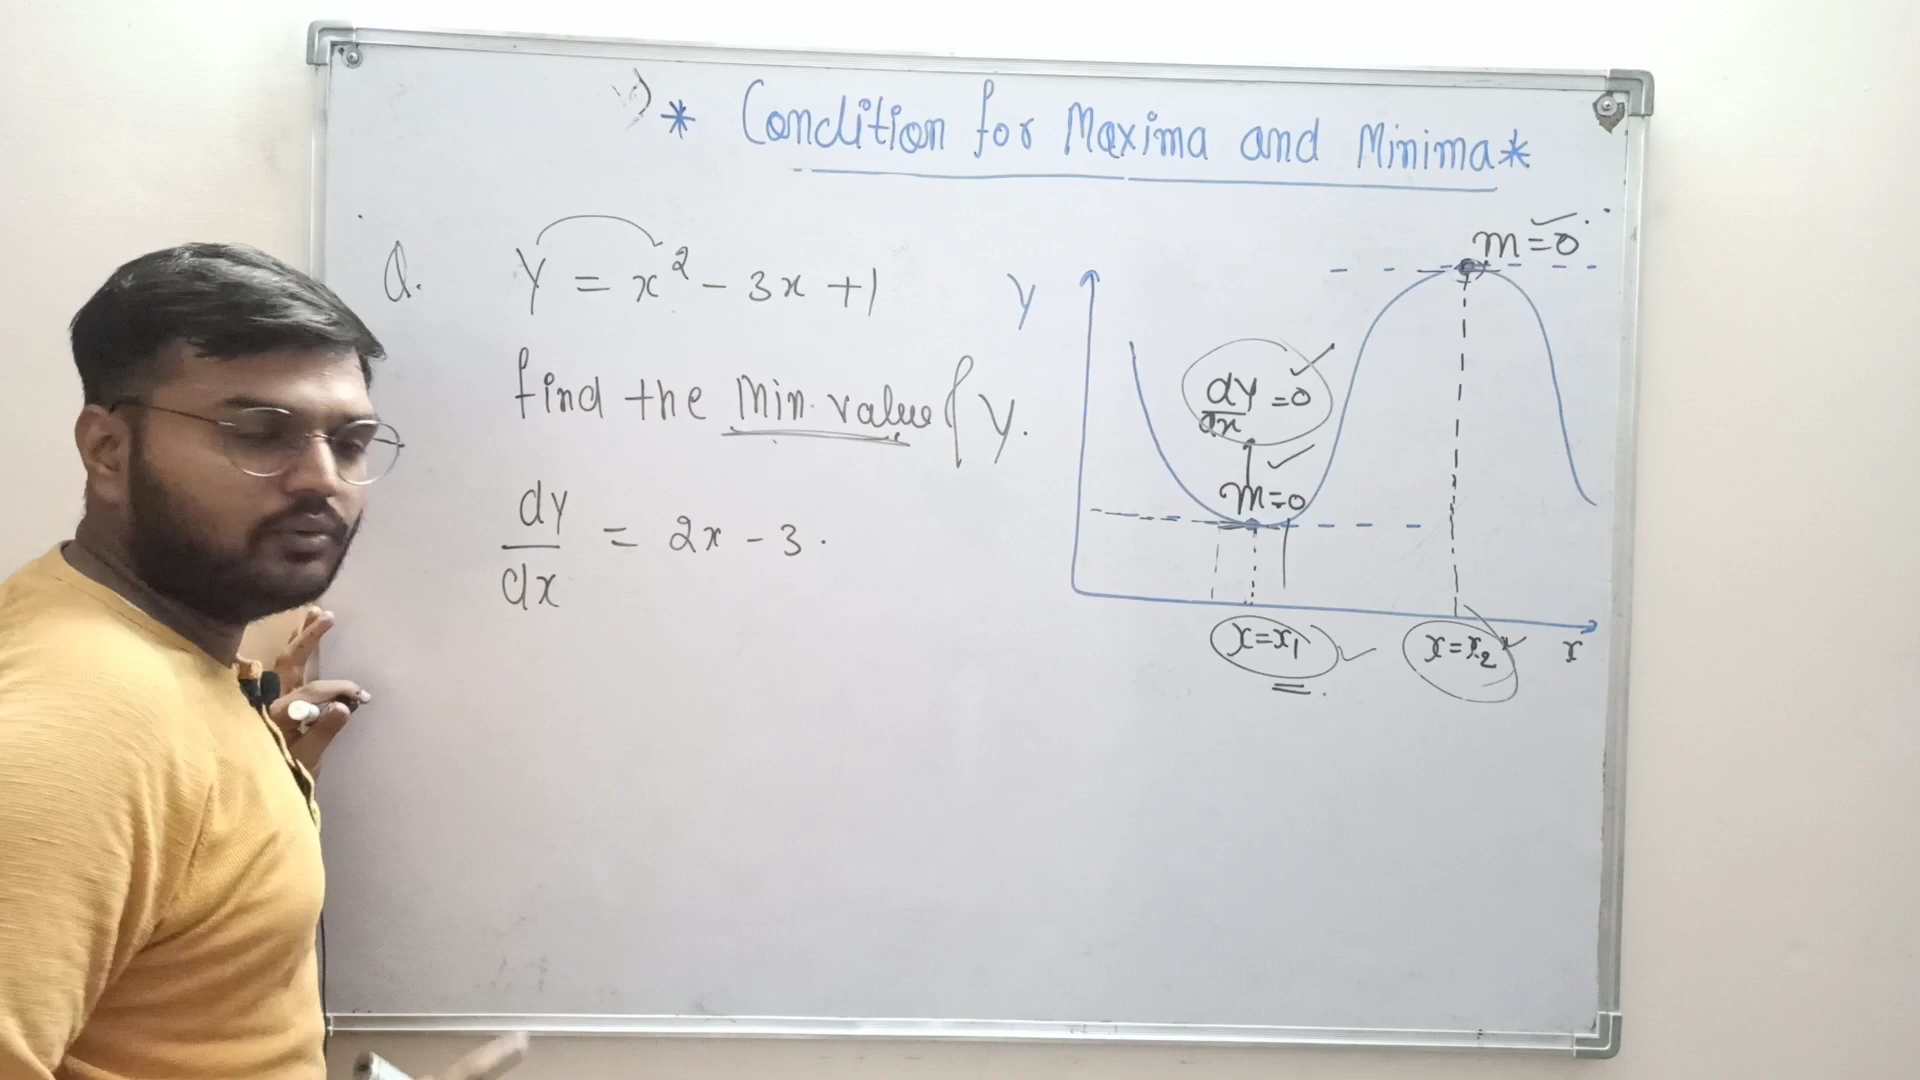 * Condition for Maxima and Minima *
Q. Y = x² - 3x + 1
find the Min. value of y.
dy/dx = 2x - 3.
m = 0
Y
dy/dx = 0
m = 0
x = x₁
x = x₂
x